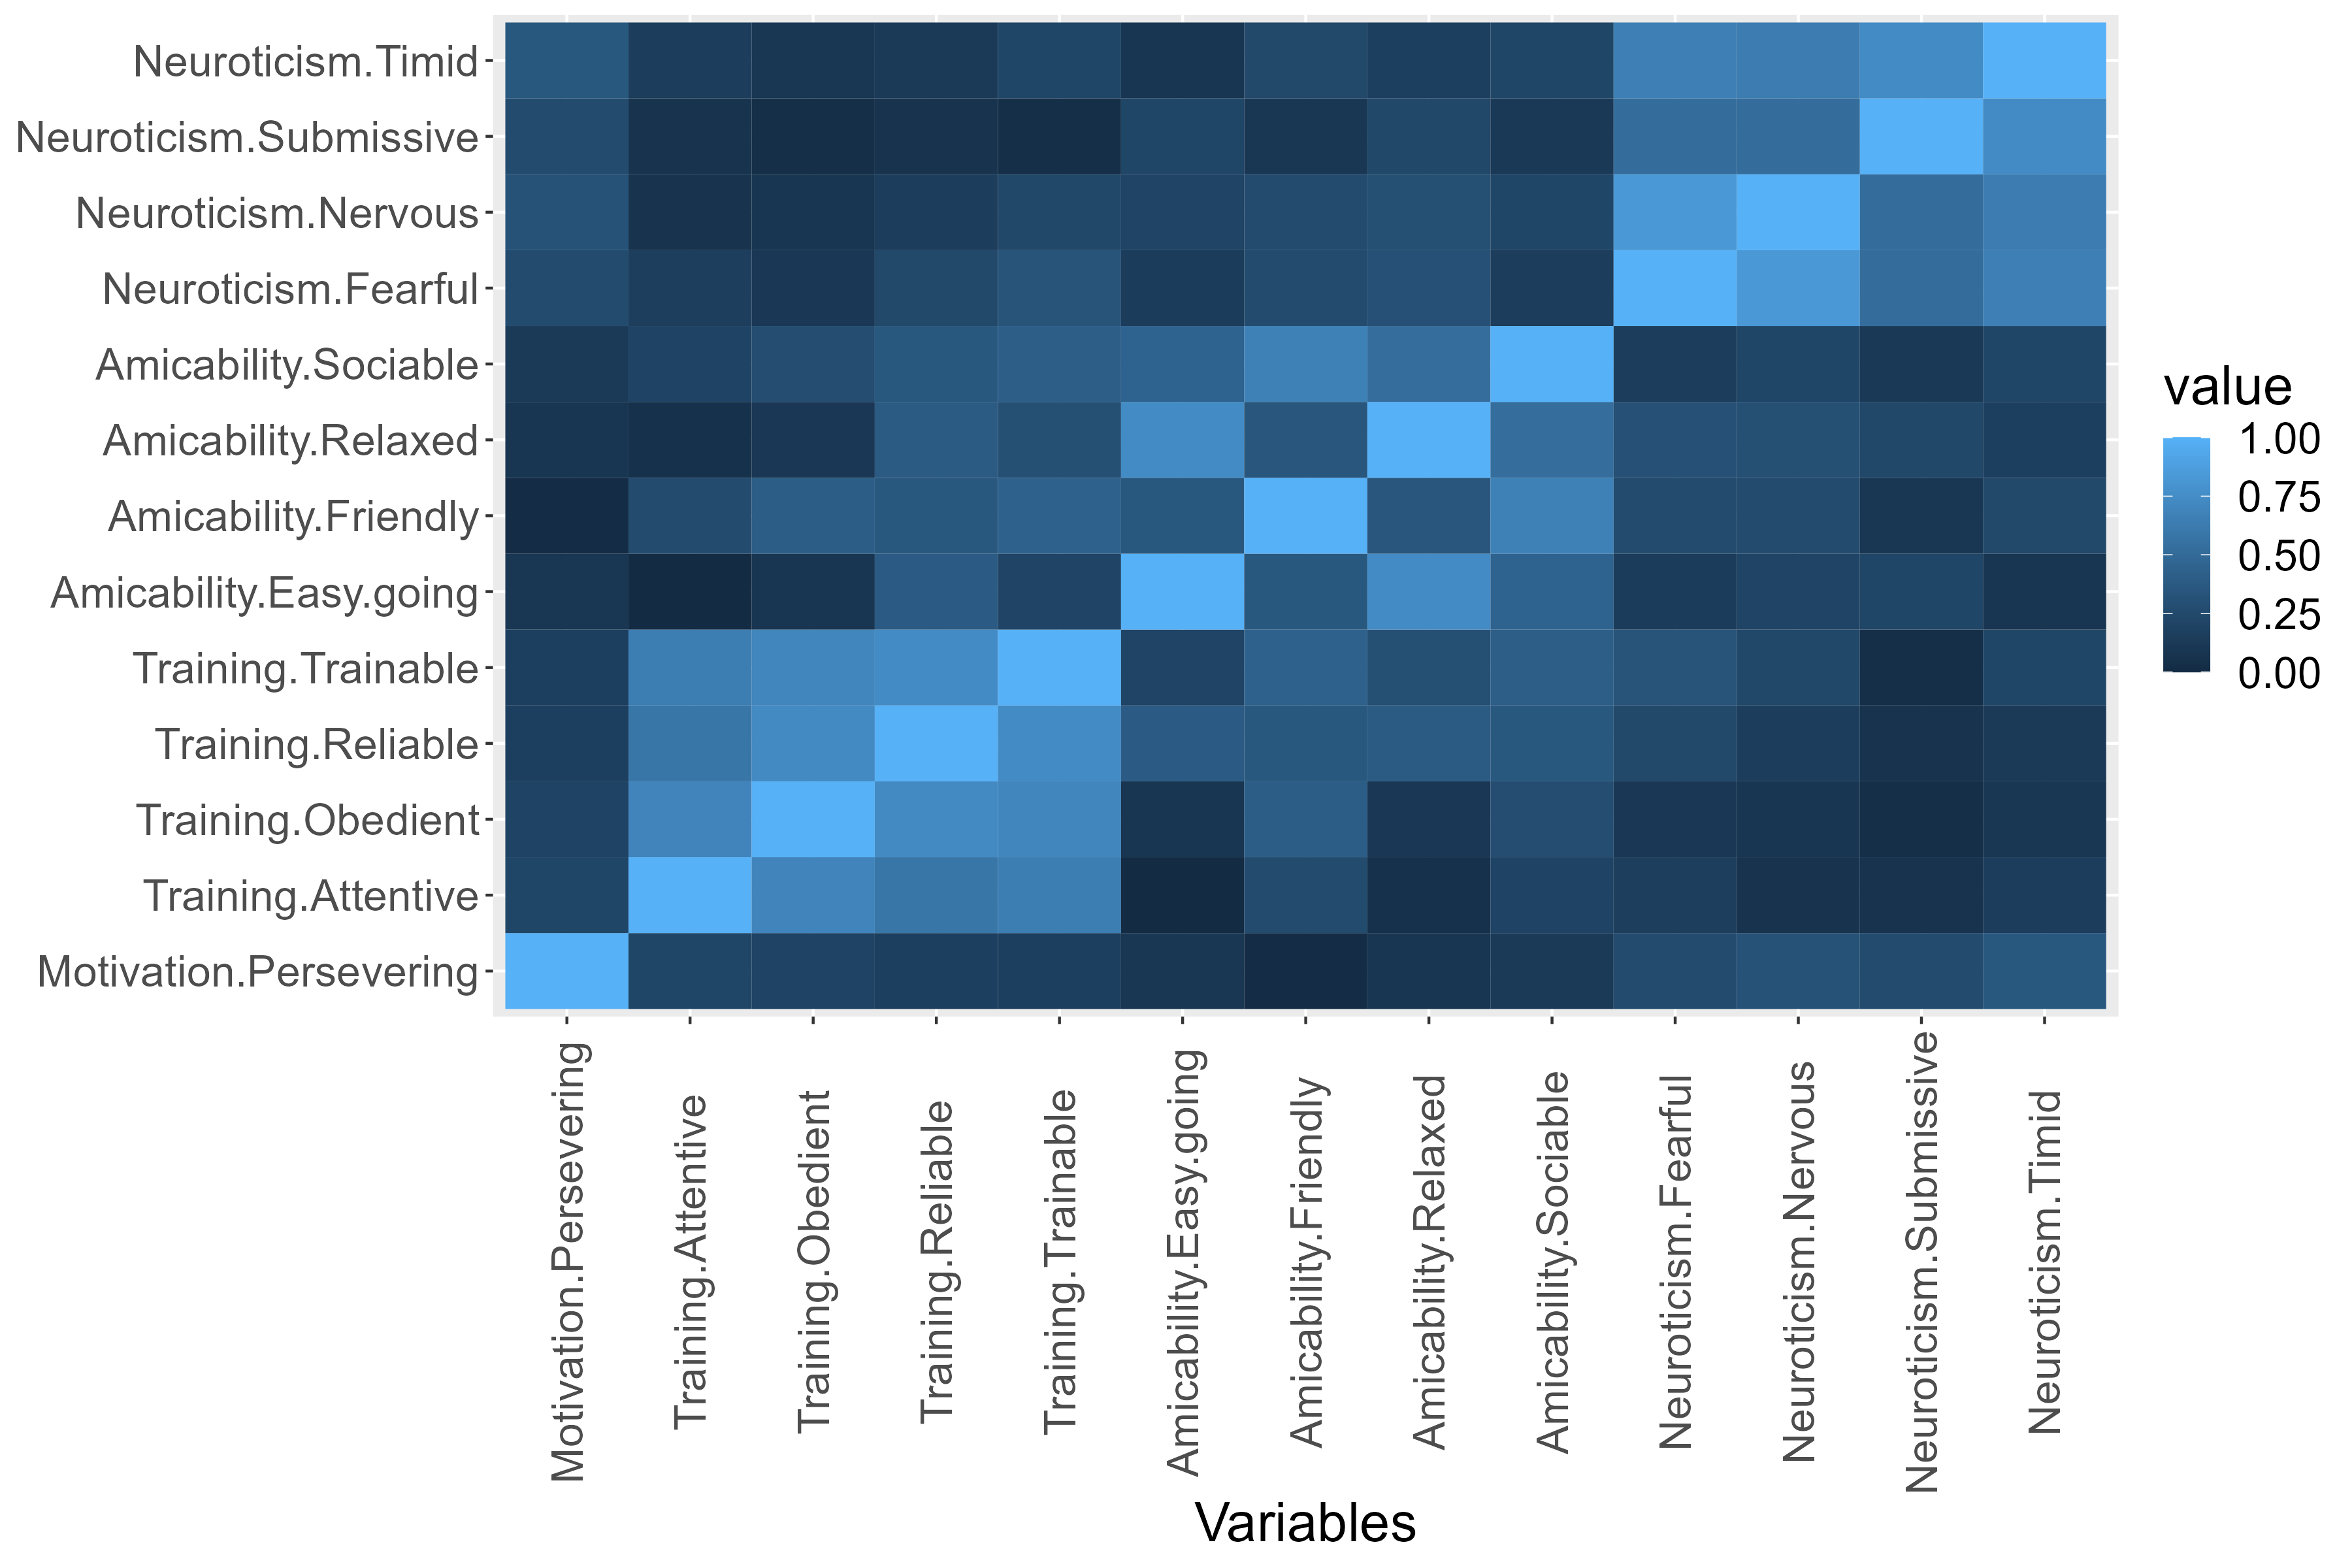 Neuroticism.Timid
Neuroticism.Submissive
Neuroticism.Nervous
Neuroticism.Fearful
Amicability.Sociable
Amicability.Relaxed
Amicability.Friendly
Amicability.Easy.going
Training.Trainable
Training.Reliable
Training.Obedient
Training.Attentive
Motivation.Persevering
Motivation.Persevering
Training.Attentive
Training.Obedient
Training.Reliable
Training.Trainable
Amicability.Easy.going
Amicability.Friendly
Amicability.Relaxed
Amicability.Sociable
Neuroticism.Fearful
Neuroticism.Nervous
Neuroticism.Submissive
Neuroticism.Timid
Variables
value
1.00
0.75
0.50
0.25
0.00